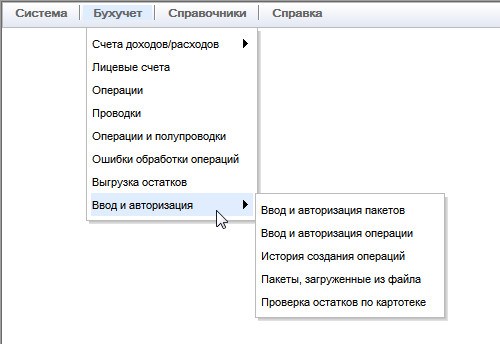 Система Бухучет Справочники Справка
Счета доходов/расходов
Лицевые счета
Операции
Проводки
Операции и полупроводки
Ошибки обработки операций
Выгрузка остатков
Ввод и авторизация
Ввод и авторизация пакетов
Ввод и авторизация операции
История создания операций
Пакеты, загруженные из файла
Проверка остатков по картотеке